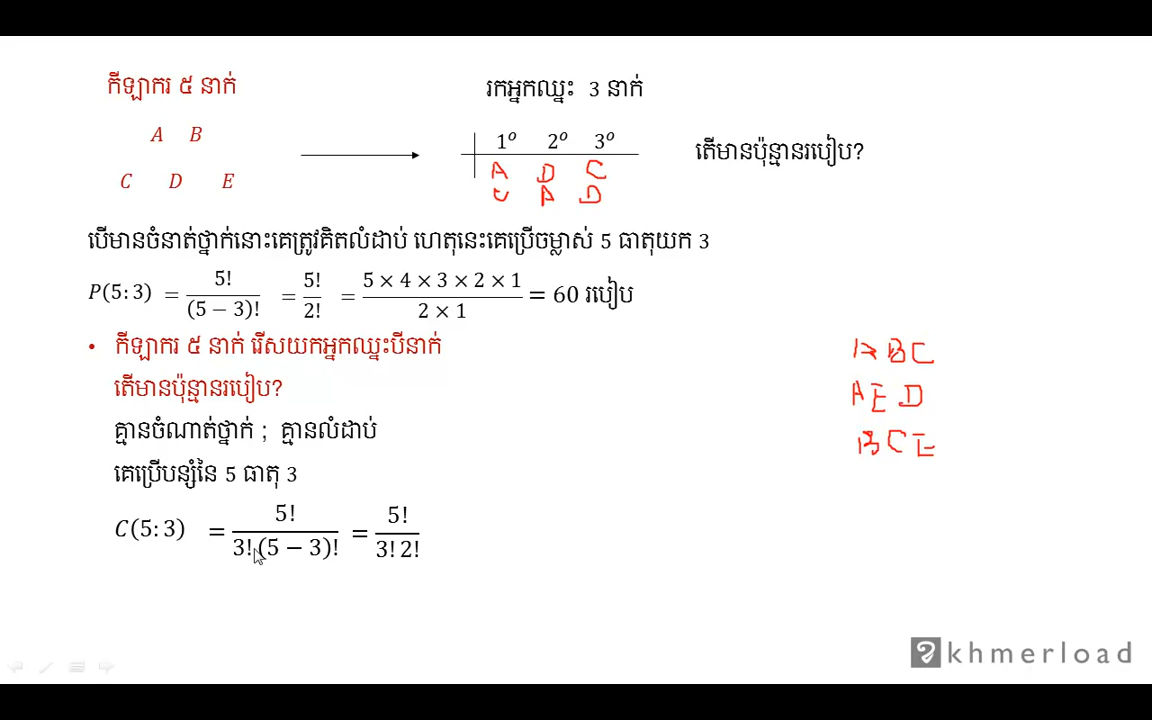 កីឡាករ ៥ នាក់
A B
C D E
រកអ្នកឈ្នះ 3 នាក់
1° 2° 3°
A D C
C A D
តើមានប៉ុន្មានរបៀប?
បើមានចំនាត់ថ្នាក់នោះគេត្រូវគិតលំដាប់ ហេតុនេះគេប្រើចម្លាស់ 5 ធាតុយក 3
P(5:3) = 5!/(5 − 3)! = 5!/2! = (5 × 4 × 3 × 2 × 1)/(2 × 1) = 60 របៀប
• កីឡាករ ៥ នាក់ រើសយកអ្នកឈ្នះបីនាក់
តើមានប៉ុន្មានរបៀប?
គ្មានចំណាត់ថ្នាក់ ; គ្មានលំដាប់
គេប្រើបន្សំនៃ 5 ធាតុ 3
C(5:3) = 5!/3!(5 − 3)! = 5!/3! 2!
A B C
A E D
B C E
khmerload